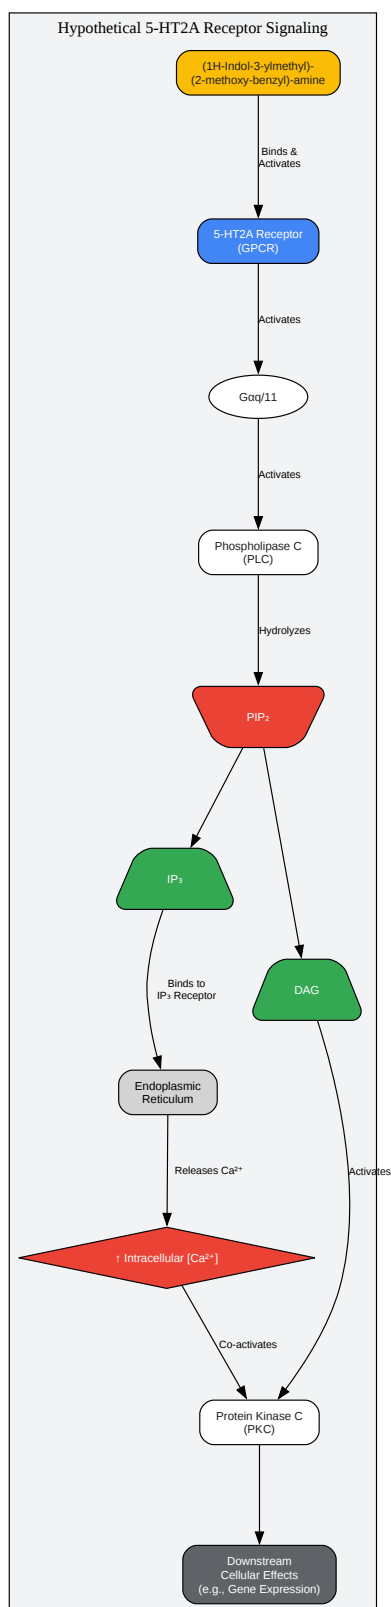 Hypothetical 5-HT2A Receptor Signaling
(1H-Indol-3-ylmethyl)-
(2-methoxy-benzyl)-amine
Binds &
Activates
5-HT2A Receptor
(GPCR)
Activates
Gαq/11
Activates
Phospholipase C
(PLC)
Hydrolyzes
PIP₂
IP₃
DAG
Binds to
IP₃ Receptor
Endoplasmic
Reticulum
Releases Ca²⁺
Activates
↑ Intracellular [Ca²⁺]
Co-activates
Protein Kinase C
(PKC)
Downstream
Cellular Effects
(e.g., Gene Expression)